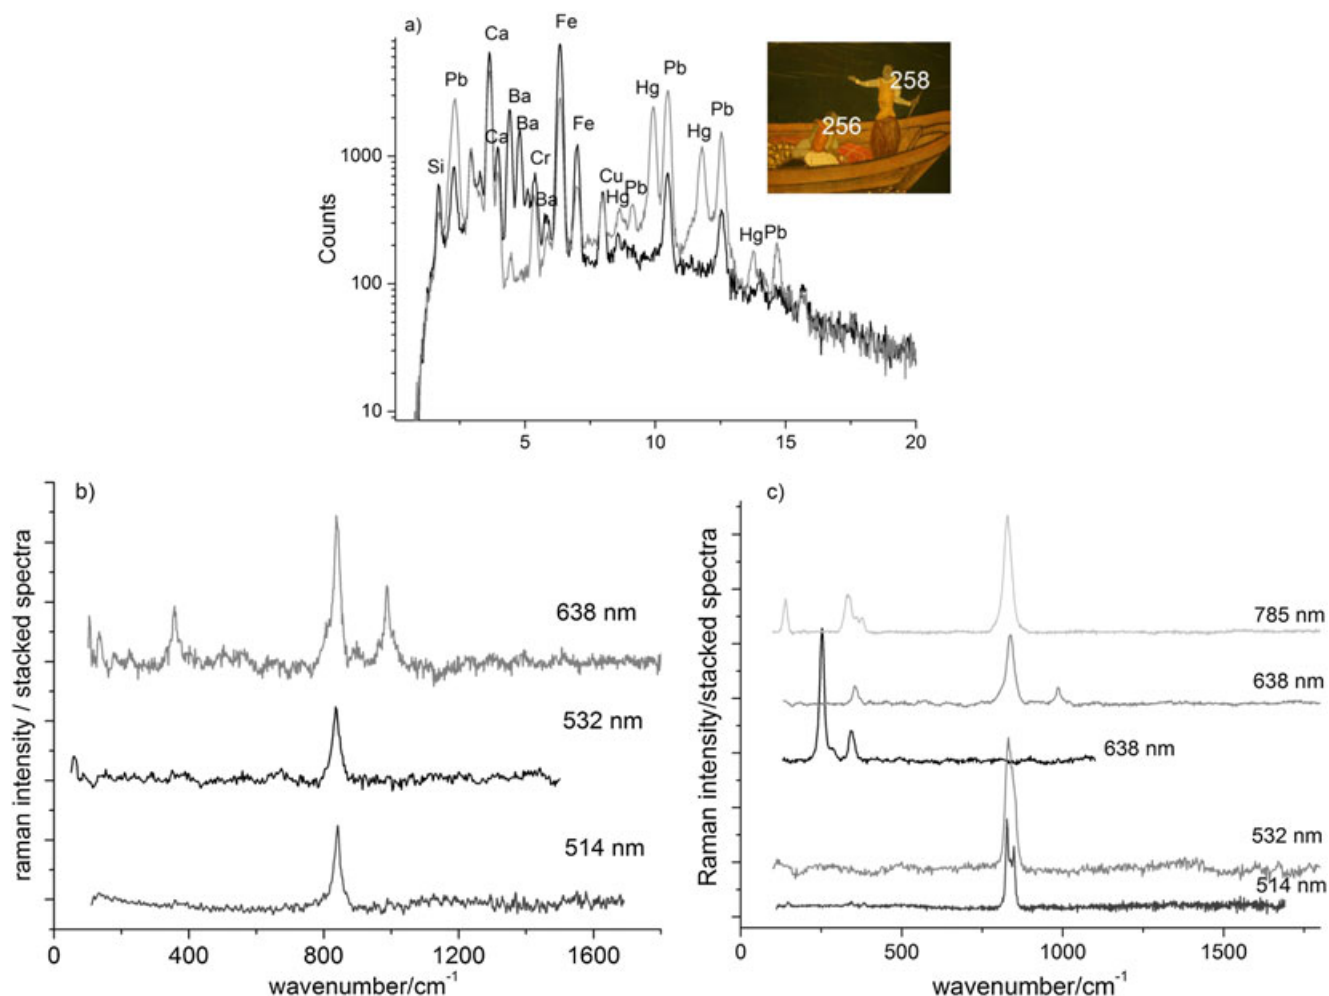 a)
Counts
1000
100
10
5
10
15
20
Si
Pb
Ca
Ca
Ba
Ba
Cr
Ba
Fe
Fe
Cu
Hg
Pb
Hg
Pb
Hg
Pb
Hg
Pb
258
256
b)
raman intensity / stacked spectra
638 nm
532 nm
514 nm
0
400
800
1200
1600
wavenumber/cm-1
c)
Raman intensity/stacked spectra
785 nm
638 nm
638 nm
532 nm
514 nm
0
500
1000
1500
wavenumber/cm-1